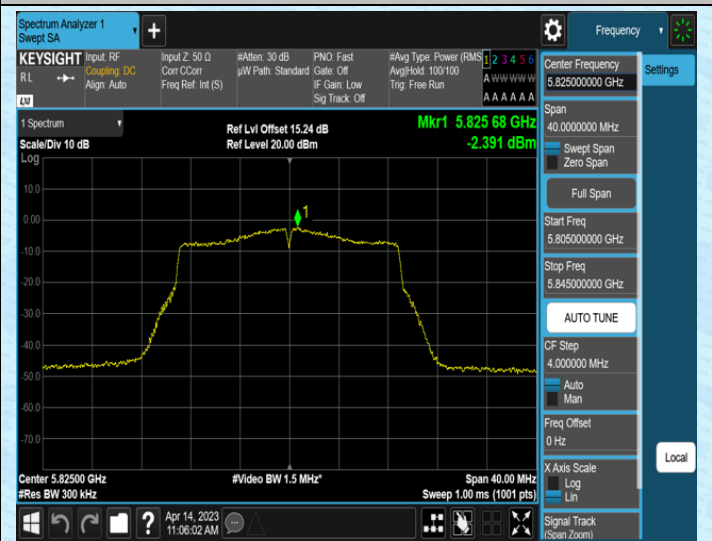 Spectrum Analyzer 1
Swept SA
+
Frequency
KEYSIGHT
Input: RF
Coupling: DC
Align: Auto
Input Z: 50 Ω
Corr CCorr
Freq Ref: Int (S)
#Atten: 30 dB
µW Path: Standard
PNO: Fast
Gate: Off
IF Gain: Low
Sig Track: Off
#Avg Type: Power (RMS
Avg|Hold: 100/100
Trig: Free Run
1 2 3 4 5 6
A W W W W W
A A A A A A
R L
LXI
1 Spectrum
Scale/Div 10 dB
Log
Ref Lvl Offset 15.24 dB
Ref Level 20.00 dBm
Mkr1 5.825 68 GHz
-2.391 dBm
1
10.0
0.00
-10.0
-20.0
-30.0
-40.0
-50.0
-60.0
-70.0
Center 5.82500 GHz
#Res BW 300 kHz
#Video BW 1.5 MHz*
Span 40.00 MHz
Sweep 1.00 ms (1001 pts)
?
Apr 14, 2023
11:06:02 AM
Center Frequency
5.825000000 GHz
Span
40.0000000 MHz
Swept Span
Zero Span
Full Span
Start Freq
5.805000000 GHz
Stop Freq
5.845000000 GHz
AUTO TUNE
CF Step
4.000000 MHz
Auto
Man
Freq Offset
0 Hz
X Axis Scale
Log
Lin
Signal Track
(Span Zoom)
Settings
Local